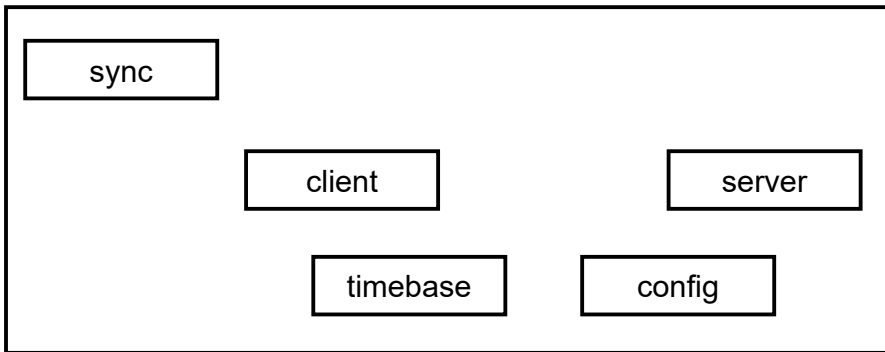 sync
client
server
timebase
config